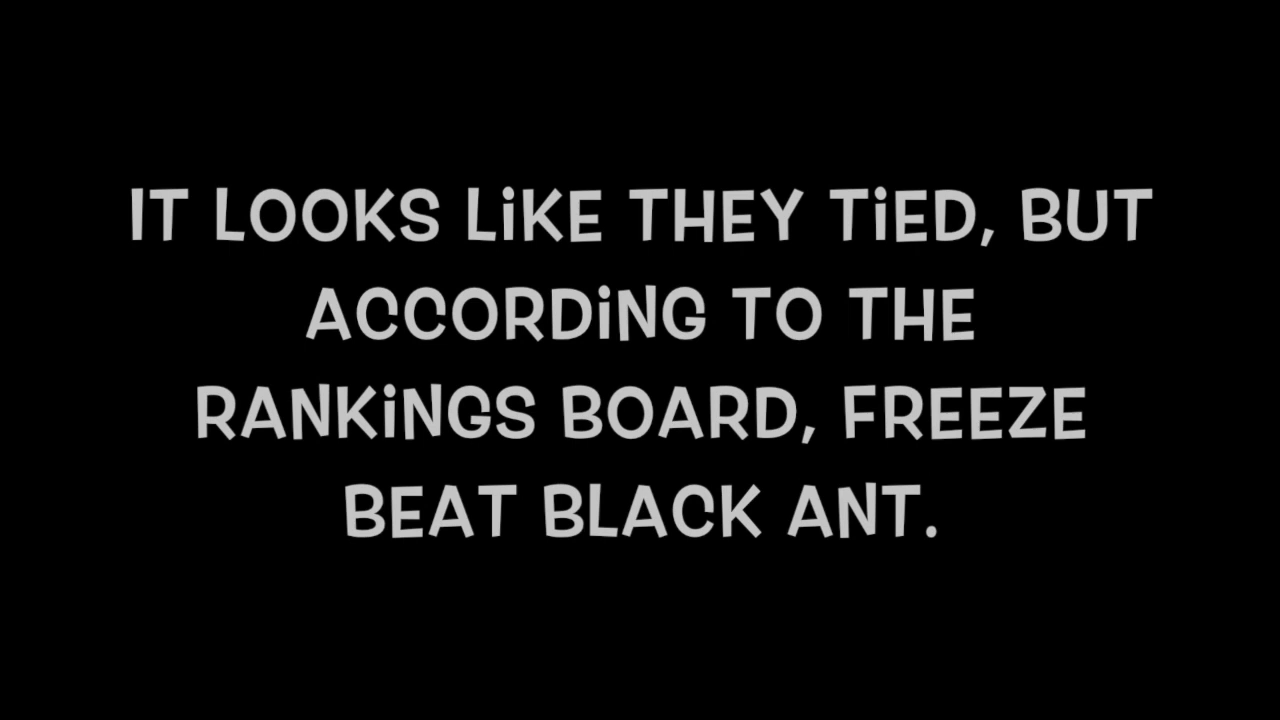 IT LOOKS LiKE THEY TiED, BUT
ACCORDiNG TO THE
RANKiNGS BOARD, FREEZE
BEAT BLACK ANT.